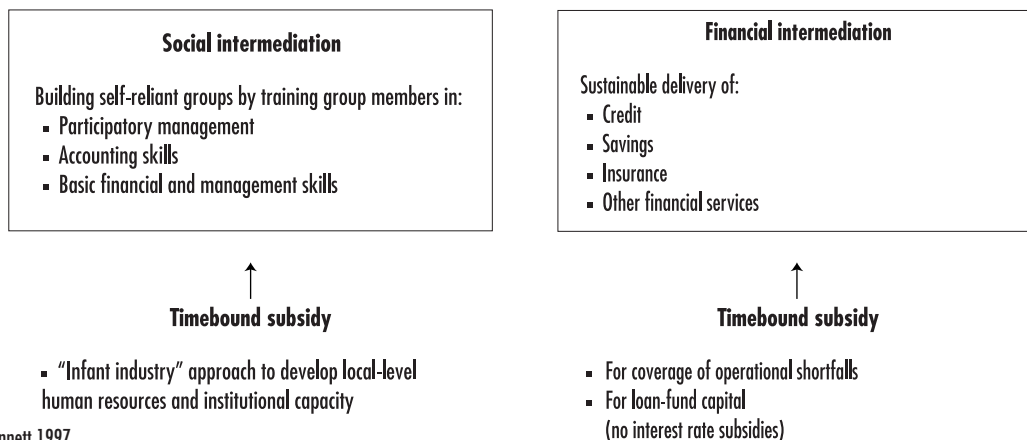 Social intermediation
Building self-reliant groups by training group members in:
▪ Participatory management
▪ Accounting skills
▪ Basic financial and management skills
Financial intermediation
Sustainable delivery of:
▪ Credit
▪ Savings
▪ Insurance
▪ Other financial services
↑
Timebound subsidy
▪ “Infant industry” approach to develop local-level
human resources and institutional capacity
↑
Timebound subsidy
▪ For coverage of operational shortfalls
▪ For loan-fund capital
(no interest rate subsidies)
1997